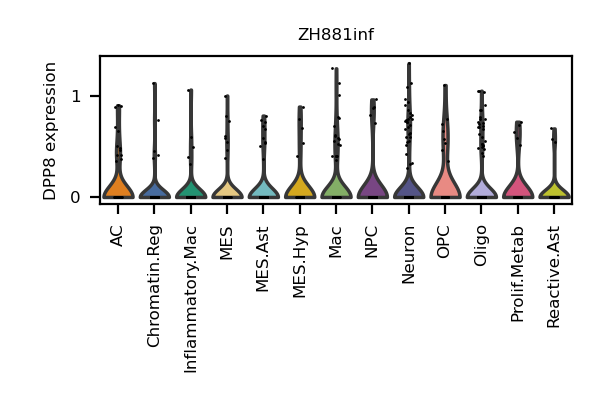 ZH881inf
DPP8 expression
1
0
AC
Chromatin.Reg
Inflammatory.Mac
MES
MES.Ast
MES.Hyp
Mac
NPC
Neuron
OPC
Oligo
Prolif.Metab
Reactive.Ast